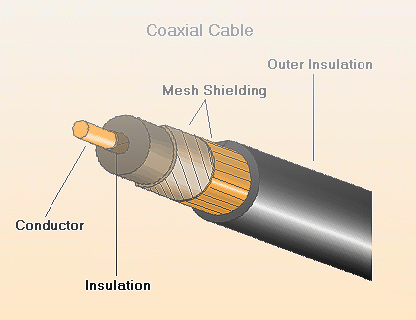 Coaxial Cable
Outer Insulation
Mesh Shielding
Conductor
Insulation